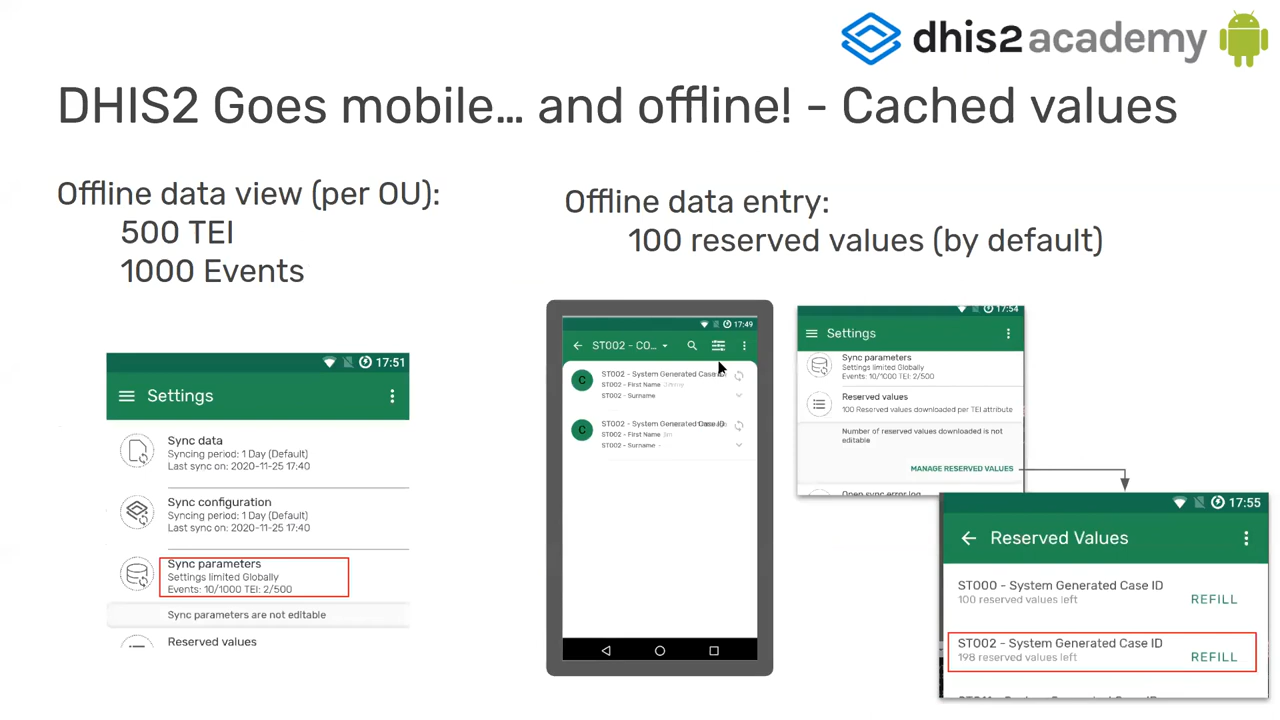 dhis2 academy
DHIS2 Goes mobile... and offline! - Cached values
Offline data view (per OU):
500 TEI
1000 Events
17:51
Settings
Sync data
Syncing period: 1 Day (Default)
Last sync on: 2020-11-25 17:40
Sync configuration
Syncing period: 1 Day (Default)
Last sync on: 2020-11-25 17:40
Sync parameters
Settings limited Globally
Events: 10/1000 TEI: 2/500
Sync parameters are not editable
Reserved values
Offline data entry:
100 reserved values (by default)
17:49
ST002 - CO...
C
ST002 - System Generated Case ID
ST002 - First Name
ST002 - Surname
C
ST002 - System Generated Case ID
ST002 - First Name
ST002 - Surname -
17:54
Settings
Sync parameters
Settings limited Globally
Events: 10/1000 TEI: 2/500
Reserved values
100 Reserved values downloaded per TEI attribute
Number of reserved values downloaded is not
editable
MANAGE RESERVED VALUES
Open sync error log
17:55
Reserved Values
ST000 - System Generated Case ID
100 reserved values left
REFILL
ST002 - System Generated Case ID
198 reserved values left
REFILL